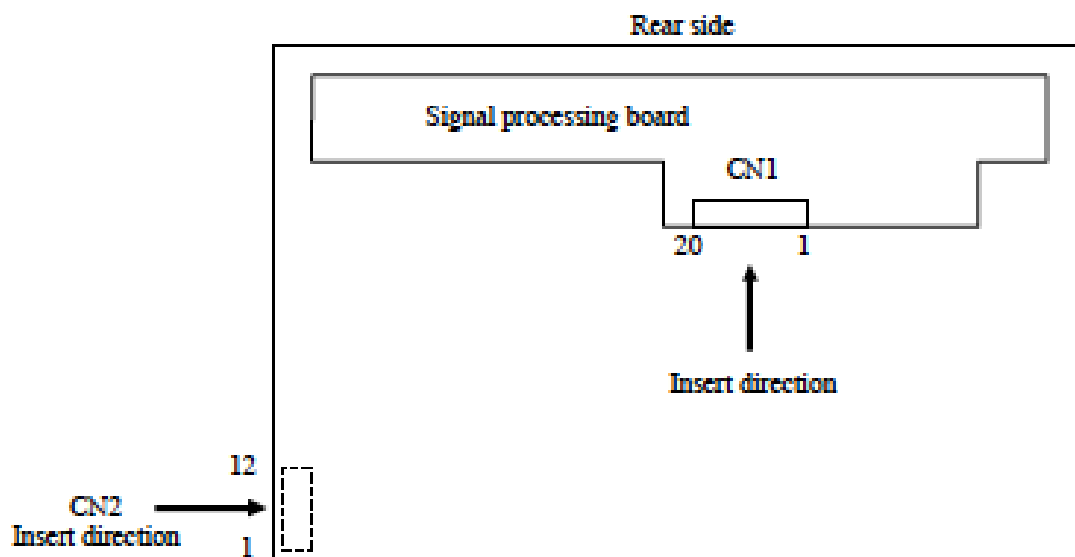 Rear side
Signal processing board
CN1
20
1
Insert direction
12
CN2
Insert direction
1